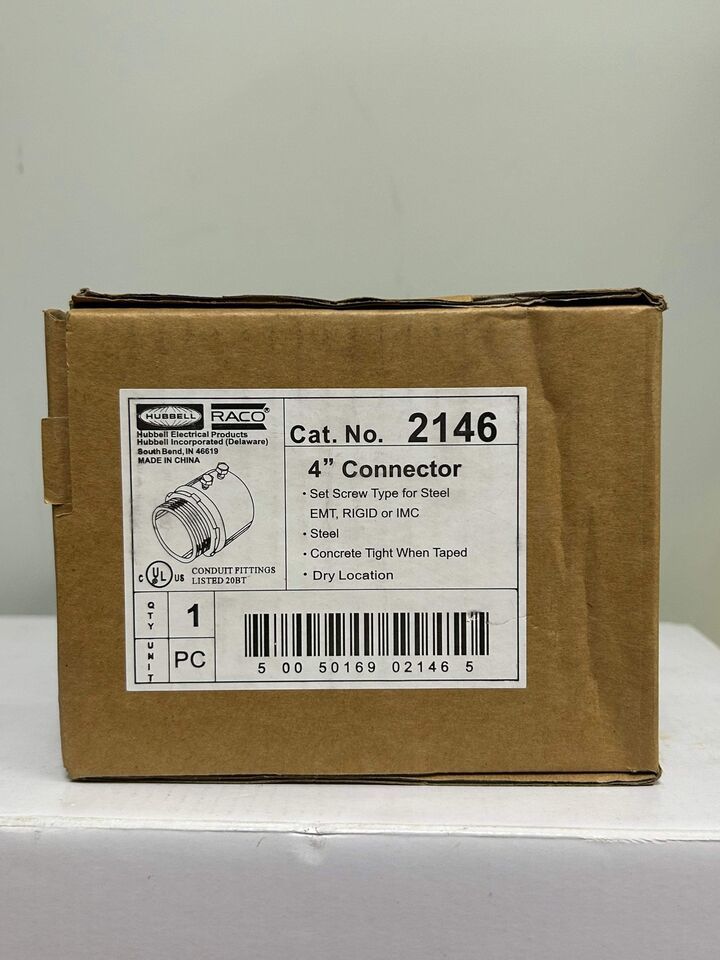 HUBBELL RACO®
Hubbell Electrical Products
Hubbell Incorporated (Delaware)
South Bend, IN 46619
MADE IN CHINA
C UL US CONDUIT FITTINGS
LISTED 20BT
Cat. No. 2146
4” Connector
• Set Screw Type for Steel
EMT, RIGID or IMC
• Steel
• Concrete Tight When Taped
• Dry Location
QTY 1
UNIT PC
5 00 50169 02146 5